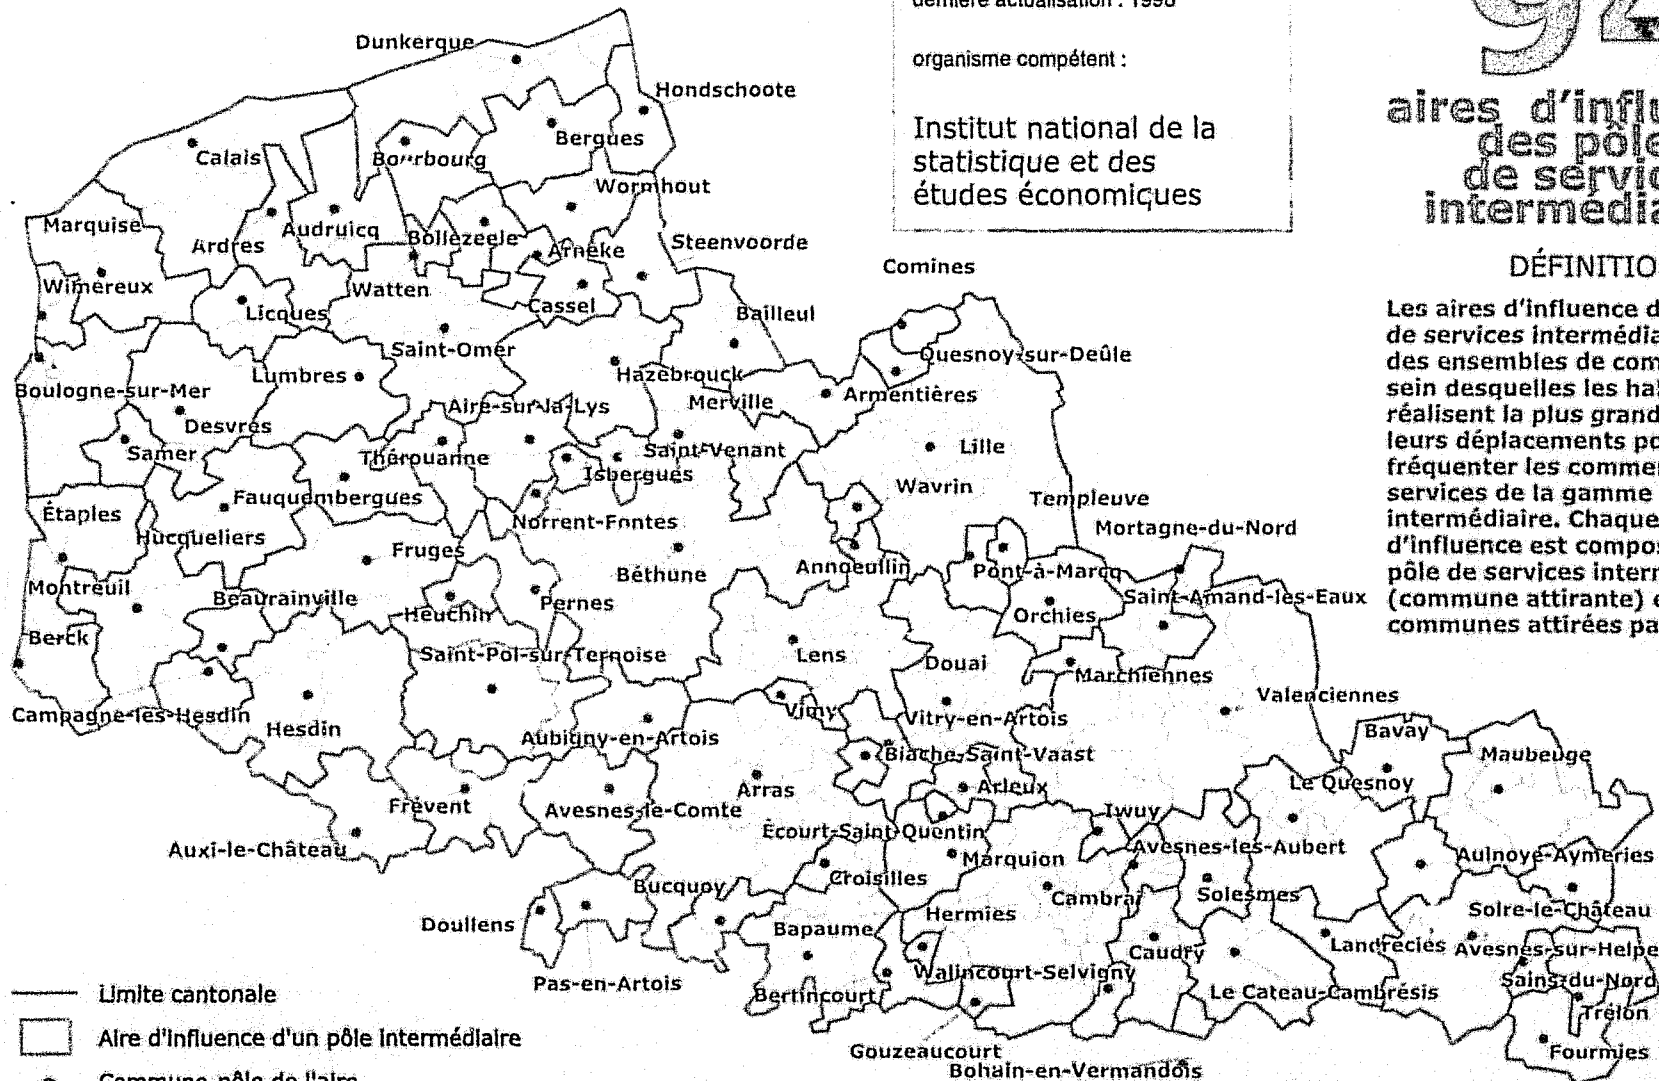 dernière actualisation : 1998
organisme compétent :
Institut national de la
statistique et des
études économiques
aires d'influ
des pôle
de servic
intermédia
DÉFINITIO
Les aires d'influence d
de services intermédia
des ensembles de com
sein desquelles les ha
réalisent la plus grand
leurs déplacements po
fréquenter les commer
services de la gamme
intermédiaire. Chaque
d'influence est compos
pôle de services interm
(commune attirante) e
communes attirées pa
Dunkerque
Hondschoote
Bergues
Calais
Bourbourg
Wormhout
Marquise
Ardres
Audruicq
Bollezeele
Arnèke
Steenvoorde
Comines
Wimereux
Licques
Watten
Cassel
Bailleul
Saint-Omer
Quesnoy-sur-Deûle
Boulogne-sur-Mer
Lumbres
Hazebrouck
Merville
Armentières
Desvres
Aire-sur-la-Lys
Samer
Thérouanne
Isbergues
Saint-Venant
Lille
Étaples
Fauquembergues
Norrent-Fontes
Wavrin
Templeuve
Hucqueliers
Fruges
Mortagne-du-Nord
Montreuil
Beaurainville
Heuchin
Pernes
Béthune
Annoeullin
Pont-à-Marcq
Orchies
Saint-Amand-les-Eaux
Berck
Saint-Pol-sur-Ternoise
Lens
Douai
Marchiennes
Campagne-lès-Hesdin
Hesdin
Aubigny-en-Artois
Vimy
Vitry-en-Artois
Valenciennes
Biache-Saint-Vaast
Bavay
Maubeuge
Frévent
Avesnes-le-Comte
Arras
Arleux
Le Quesnoy
Auxi-le-Château
Écourt-Saint-Quentin
Iwuy
Marquion
Avesnes-les-Aubert
Aulnoye-Aymeries
Bucquoy
Croisilles
Cambrai
Solesmes
Doullens
Bapaume
Hermies
Solre-le-Château
Caudry
Landrecies
Avesnes-sur-Helpe
Pas-en-Artois
Bertincourt
Walincourt-Selvigny
Le Cateau-Cambrésis
Sains-du-Nord
Trélon
Gouzeaucourt
Fourmies
Bohain-en-Vermandois
Limite cantonale
Aire d'influence d'un pôle intermédiaire
Commune pôle de l'aire